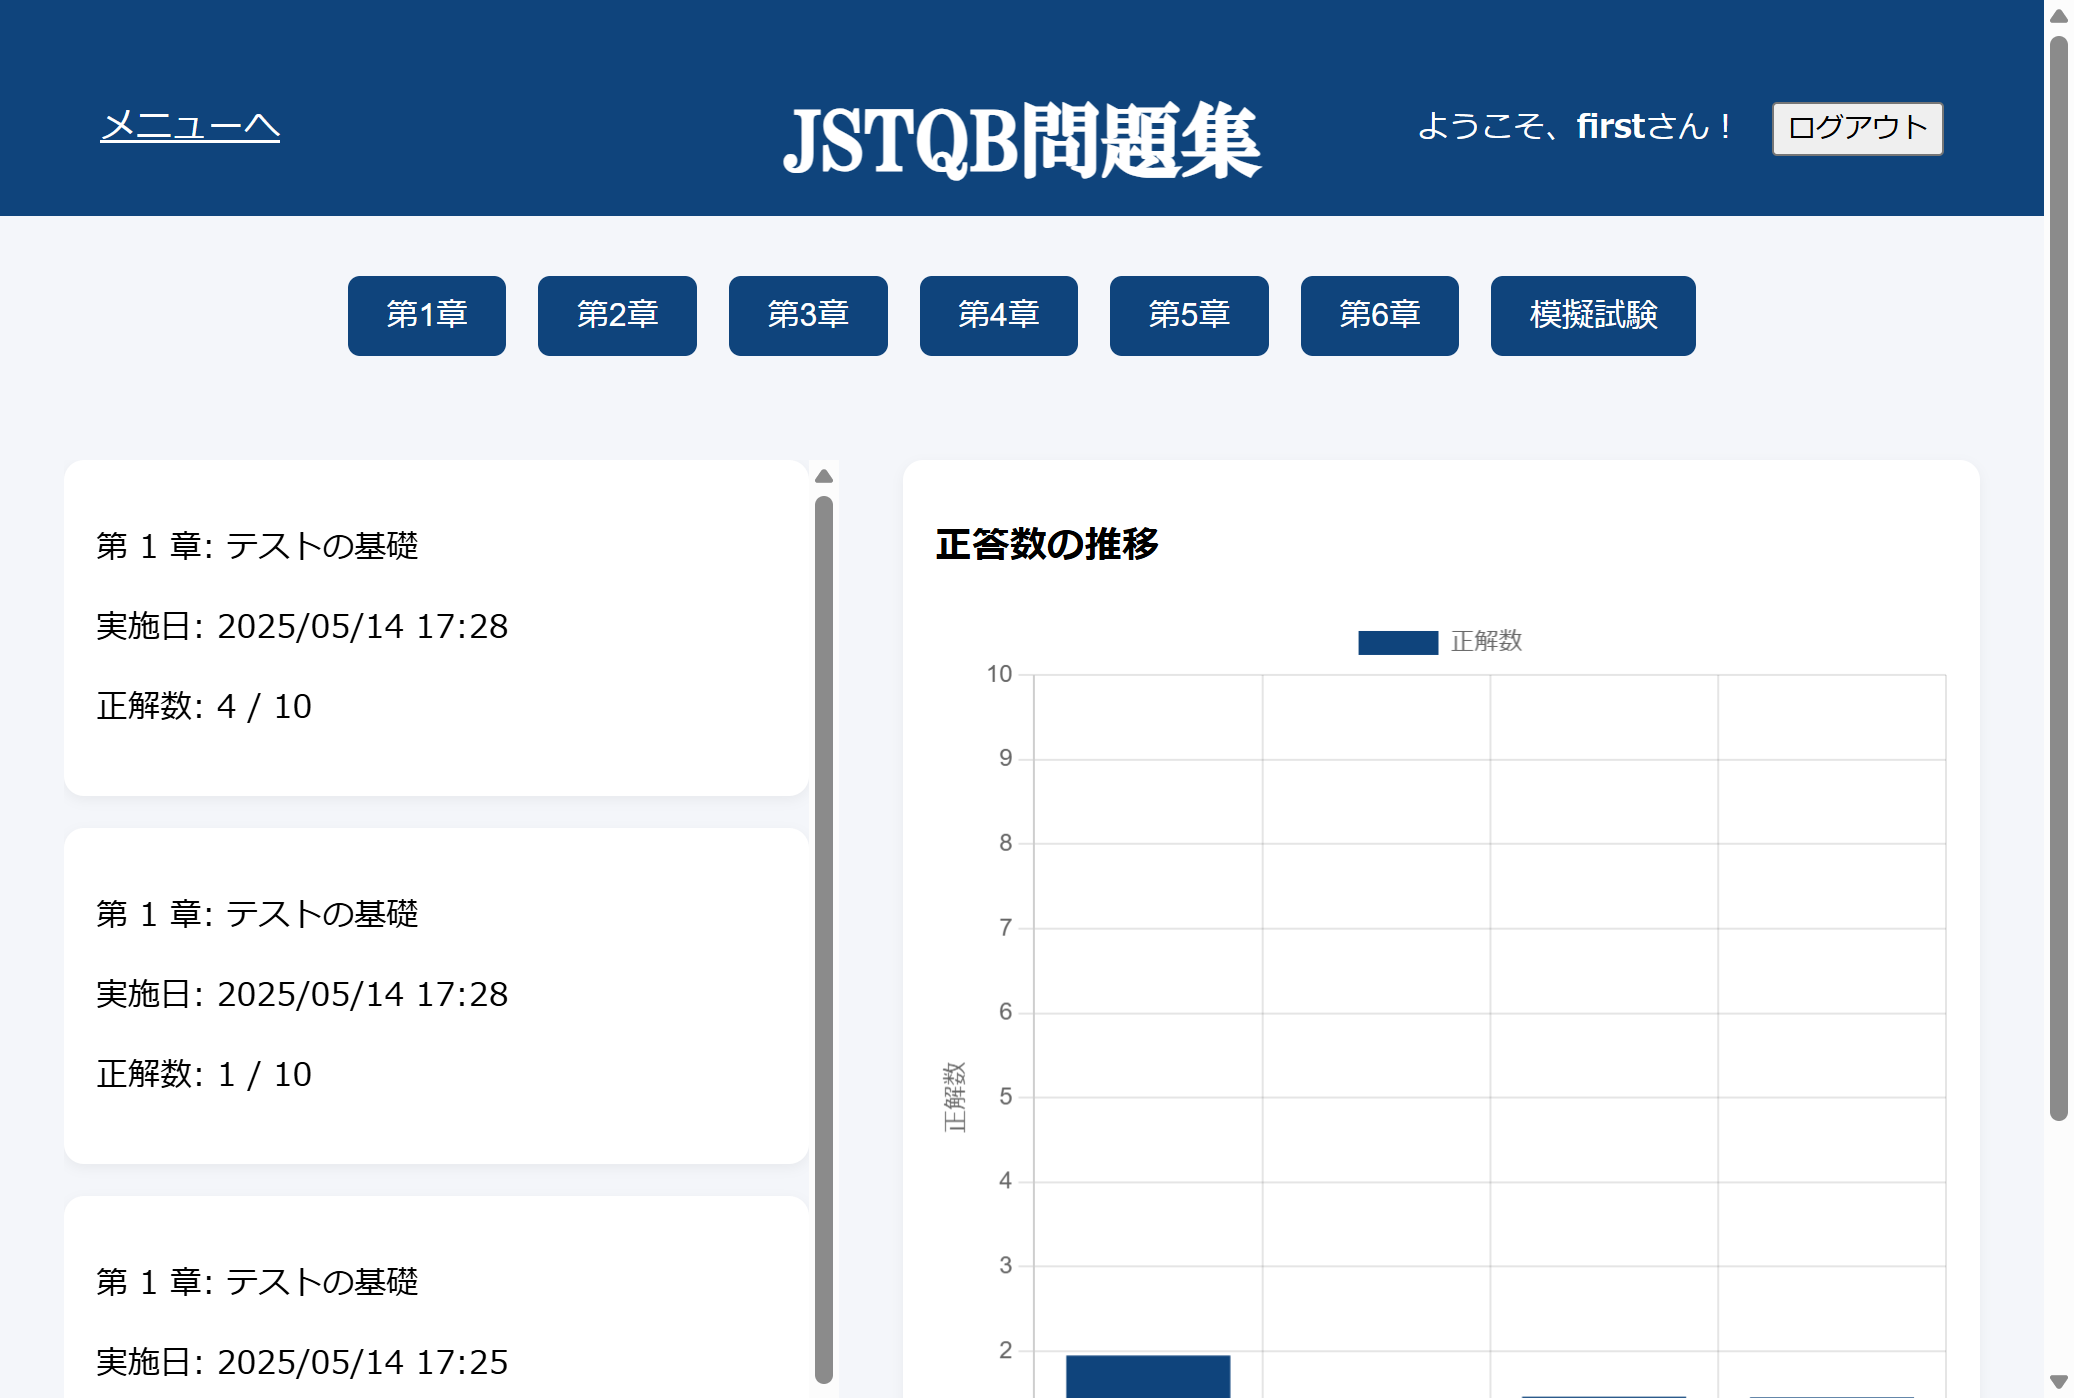 メニューへ
JSTQB問題集
ようこそ、firstさん！
ログアウト
第1章
第2章
第3章
第4章
第5章
第6章
模擬試験
第 1 章: テストの基礎
実施日: 2025/05/14 17:28
正解数: 4 / 10
第 1 章: テストの基礎
実施日: 2025/05/14 17:28
正解数: 1 / 10
第 1 章: テストの基礎
実施日: 2025/05/14 17:25
正答数の推移
正解数
10
9
8
7
6
5
4
3
2
正解数